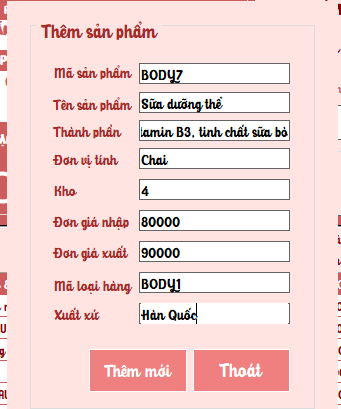 Thêm sản phẩm
Mã sản phẩm BODY7
Tên sản phẩm Sữa dưỡng thể
Thành phần tamin B3, tinh chất sữa bò
Đơn vị tính Chai
Kho 4
Đơn giá nhập 80000
Đơn giá xuất 90000
Mã loại hàng BODY1
Xuất xứ Hàn Quốc
Thêm mới Thoát